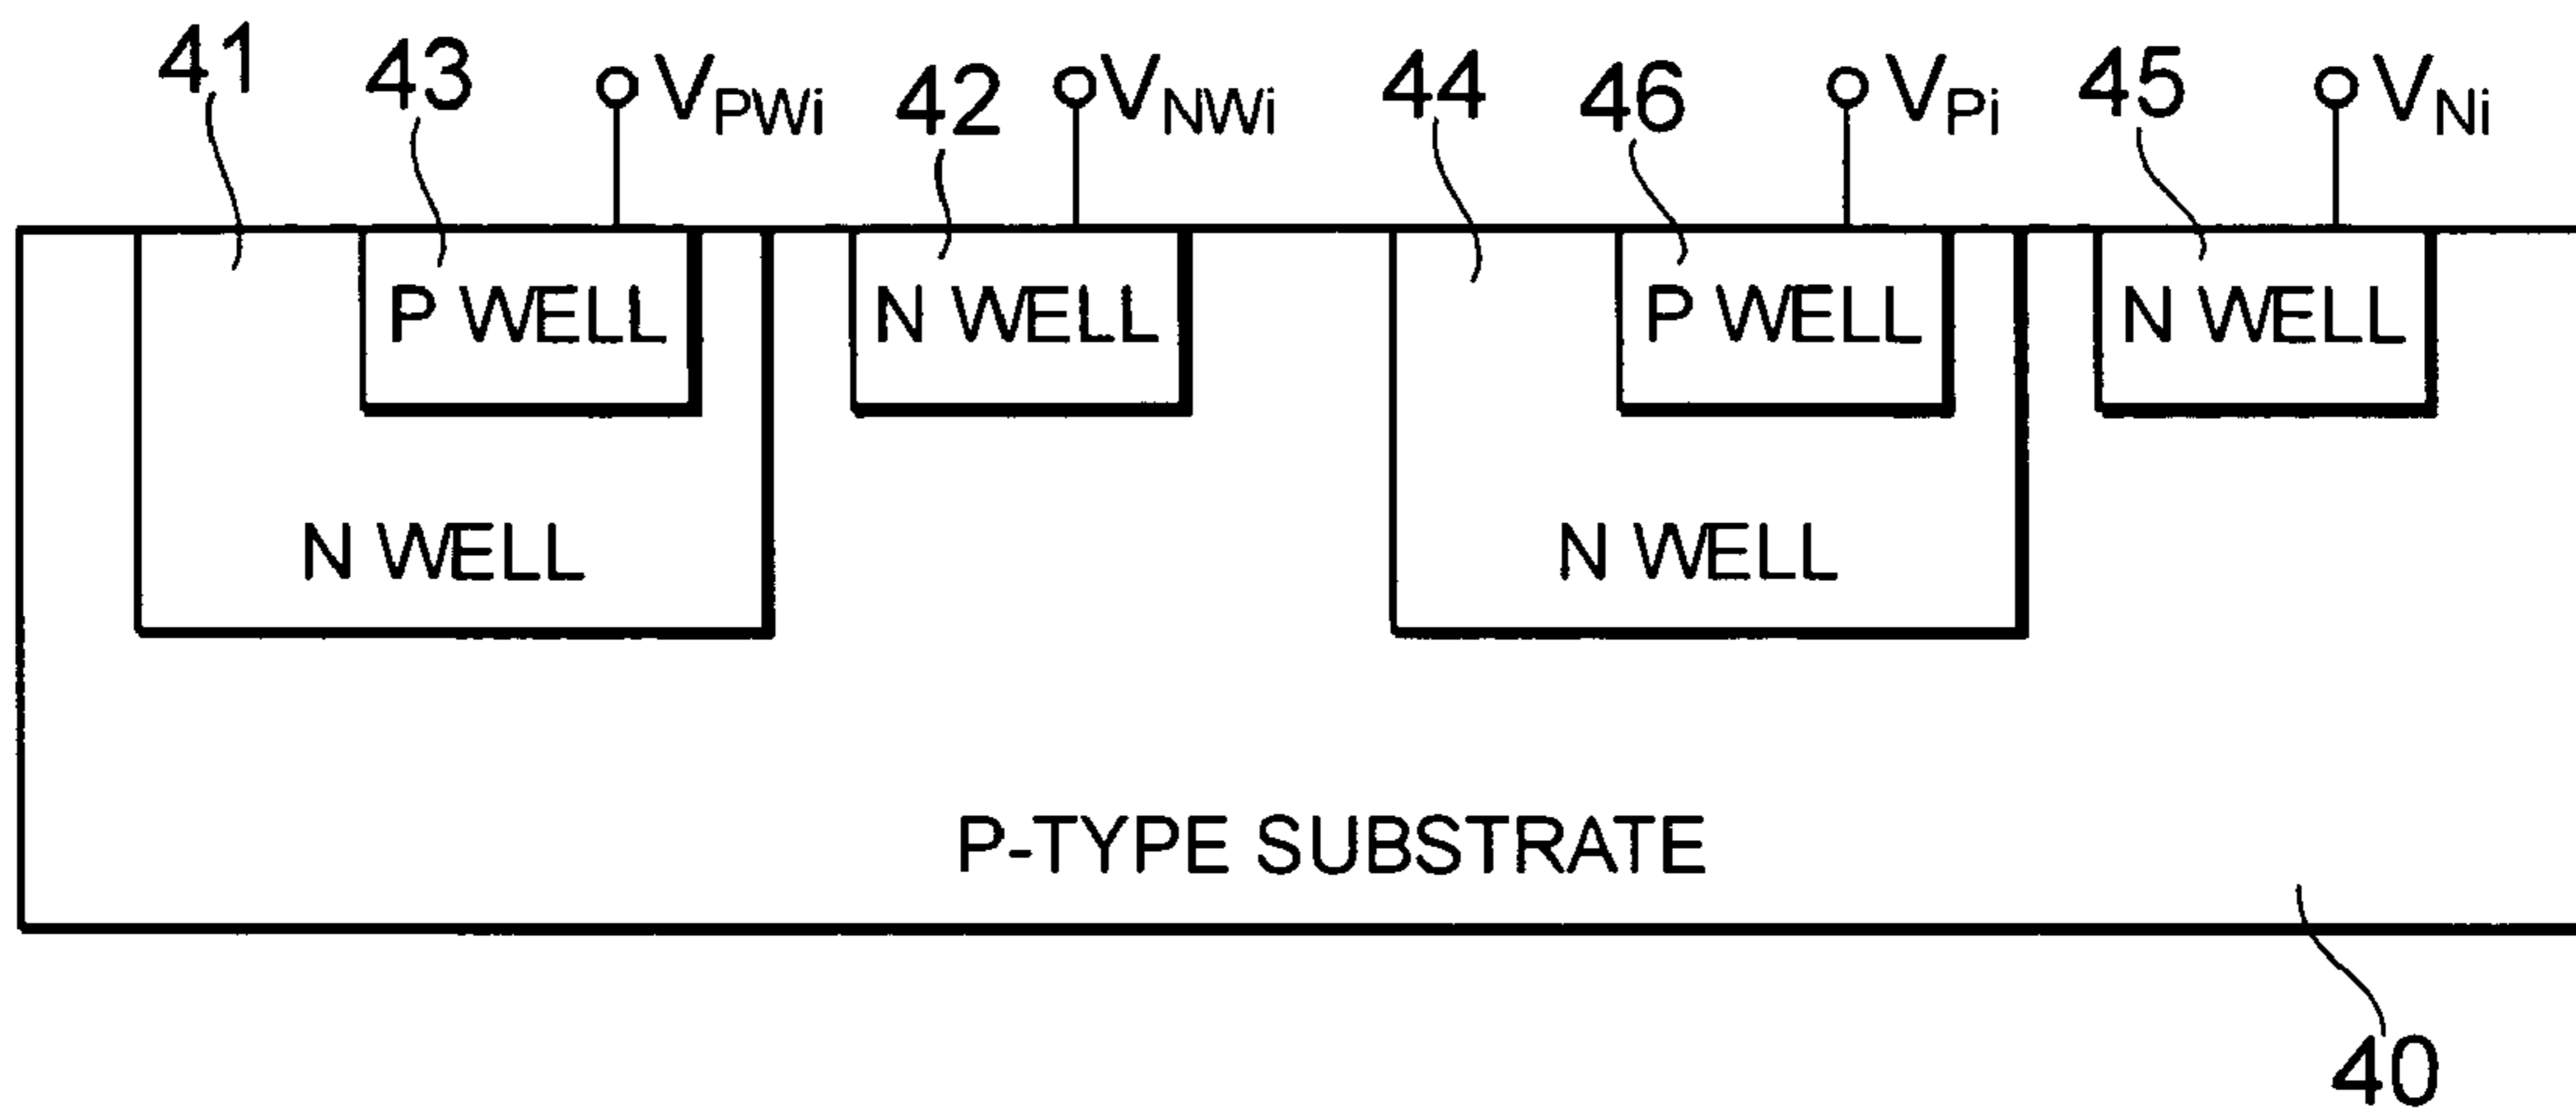 41 43 VPWi 42 VNWi 44 46 VPi 45 VNi
P WELL N WELL P WELL N WELL
N WELL N WELL
P-TYPE SUBSTRATE
40